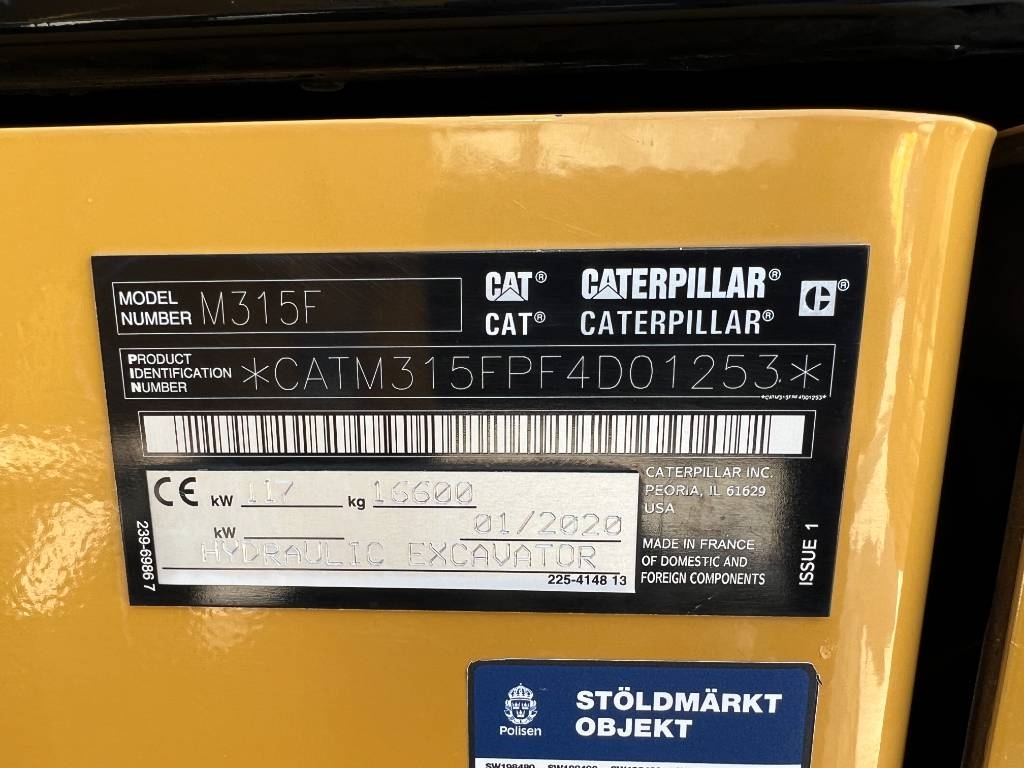 MODEL NUMBER M315F
CAT® CATERPILLAR® C®
CAT® CATERPILLAR®
PRODUCT IDENTIFICATION NUMBER *CATM315FPF4D01253*
*CATM315FPF4D01253*
CE kW 117 kg 16600
kW 01/2020
HYDRAULIC EXCAVATOR
225-4148 13
239-6986 7
CATERPILLAR INC.
PEORIA, IL 61629
USA
MADE IN FRANCE
OF DOMESTIC AND
FOREIGN COMPONENTS
ISSUE 1
Polisen
STÖLDMÄRKT
OBJEKT